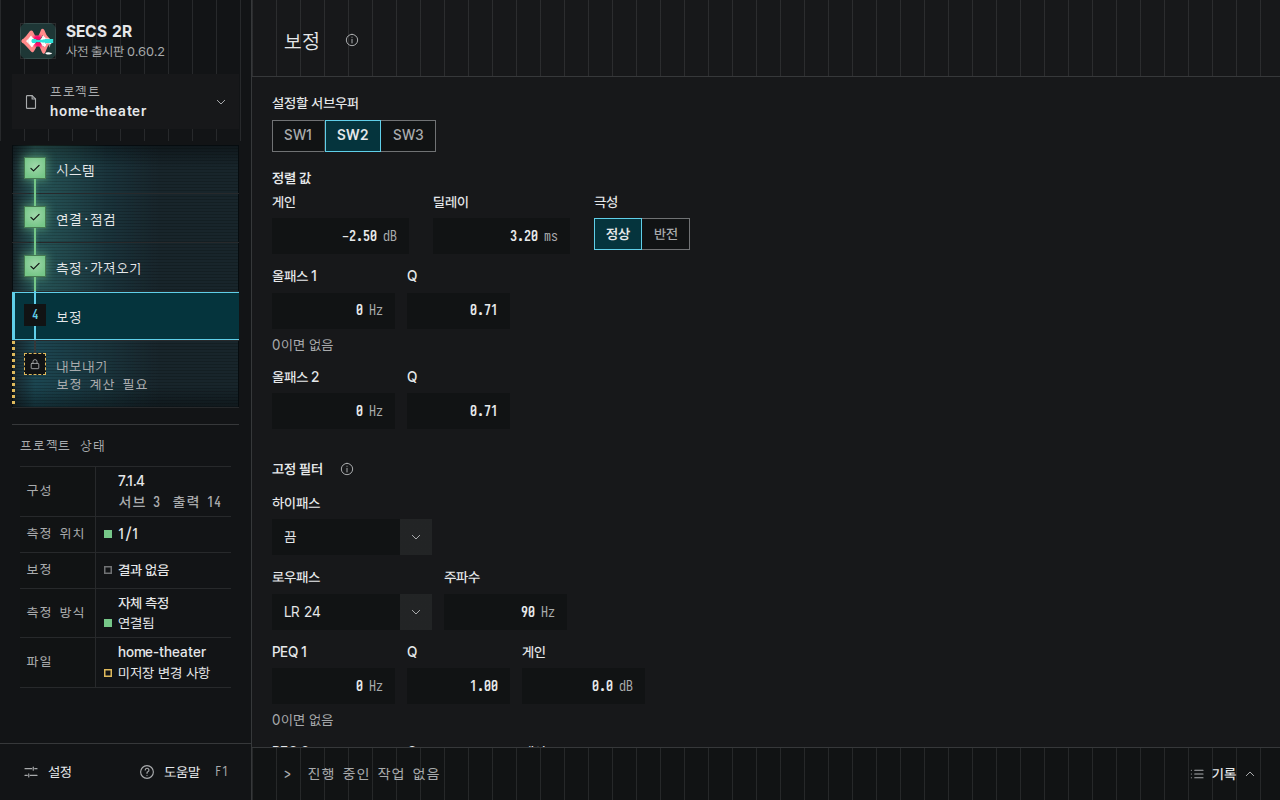 SECS 2R
사전 출시판 0.60.2
프로젝트
home-theater
시스템
연결·점검
측정·가져오기
4 보정
내보내기
보정 계산 필요
프로젝트 상태
구성 7.1.4
서브 3 출력 14
측정 위치 1/1
보정 결과 없음
측정 방식 자체 측정
연결됨
파일 home-theater
미저장 변경 사항
설정 도움말 F1
보정
설정할 서브우퍼
SW1 SW2 SW3
정렬 값
게인 딜레이 극성
-2.50 dB 3.20 ms 정상 반전
올패스 1 Q
0 Hz 0.71
0이면 없음
올패스 2 Q
0 Hz 0.71
고정 필터
하이패스
끔
로우패스 주파수
LR 24 90 Hz
PEQ 1 Q 게인
0 Hz 1.00 0.0 dB
0이면 없음
> 진행 중인 작업 없음 기록